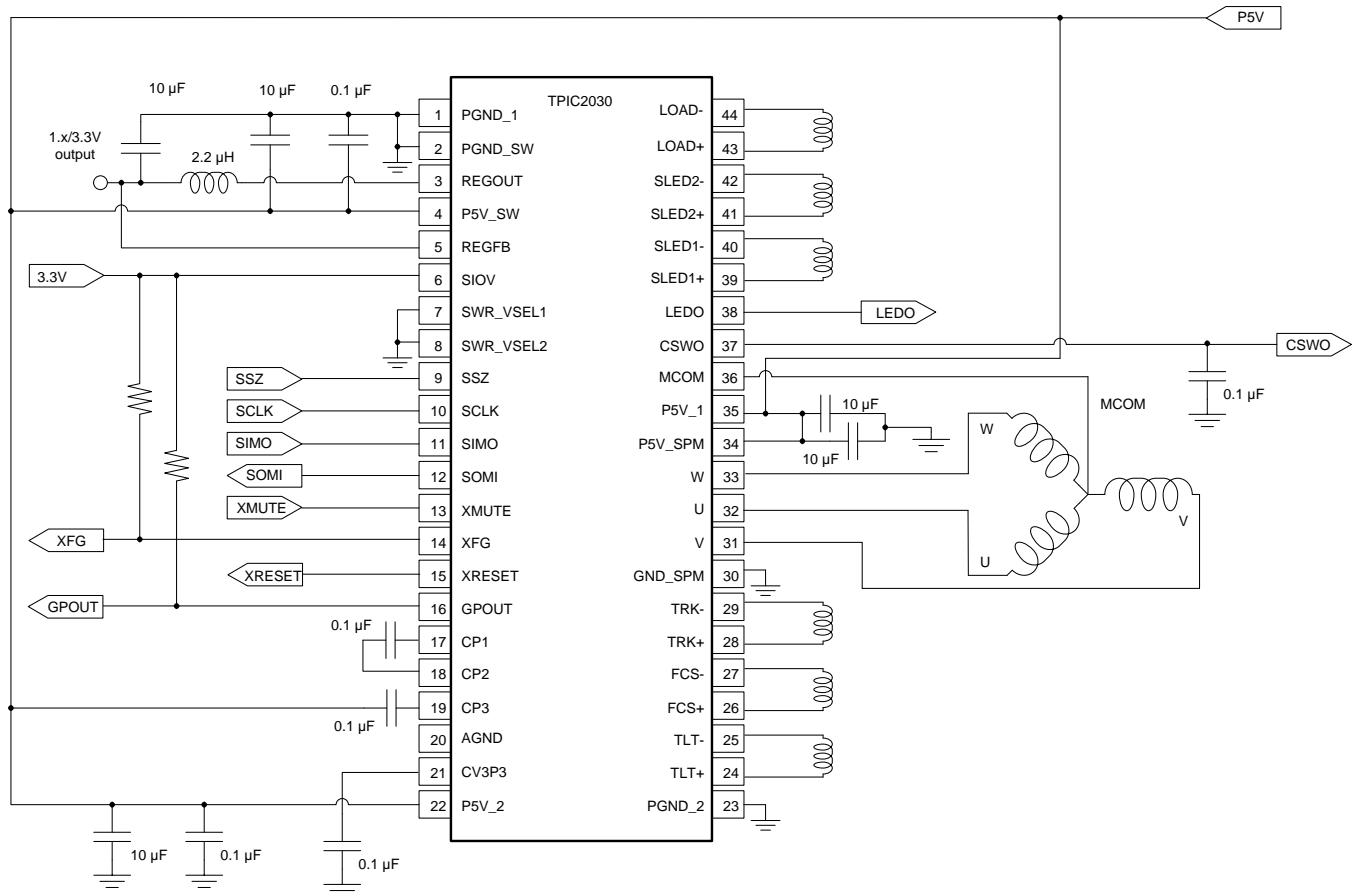 P5V
10 µF
10 µF
0.1 µF
TPIC2030
1.x/3.3V
output
2.2 µH
1 PGND_1
2 PGND_SW
3 REGOUT
4 P5V_SW
5 REGFB
3.3V
6 SIOV
7 SWR_VSEL1
8 SWR_VSEL2
SSZ
9 SSZ
SCLK
10 SCLK
SIMO
11 SIMO
SOMI
12 SOMI
XMUTE
13 XMUTE
XFG
14 XFG
XRESET
15 XRESET
GPOUT
16 GPOUT
0.1 µF
17 CP1
18 CP2
19 CP3
0.1 µF
20 AGND
21 CV3P3
22 P5V_2
10 µF
0.1 µF
0.1 µF
LOAD- 44
LOAD+ 43
SLED2- 42
SLED2+ 41
SLED1- 40
SLED1+ 39
LEDO 38
LEDO
CSWO 37
CSWO
0.1 µF
MCOM 36
MCOM
P5V_1 35
10 µF
P5V_SPM 34
10 µF
W 33
W
U 32
U
V 31
V
GND_SPM 30
TRK- 29
TRK+ 28
FCS- 27
FCS+ 26
TLT- 25
TLT+ 24
PGND_2 23